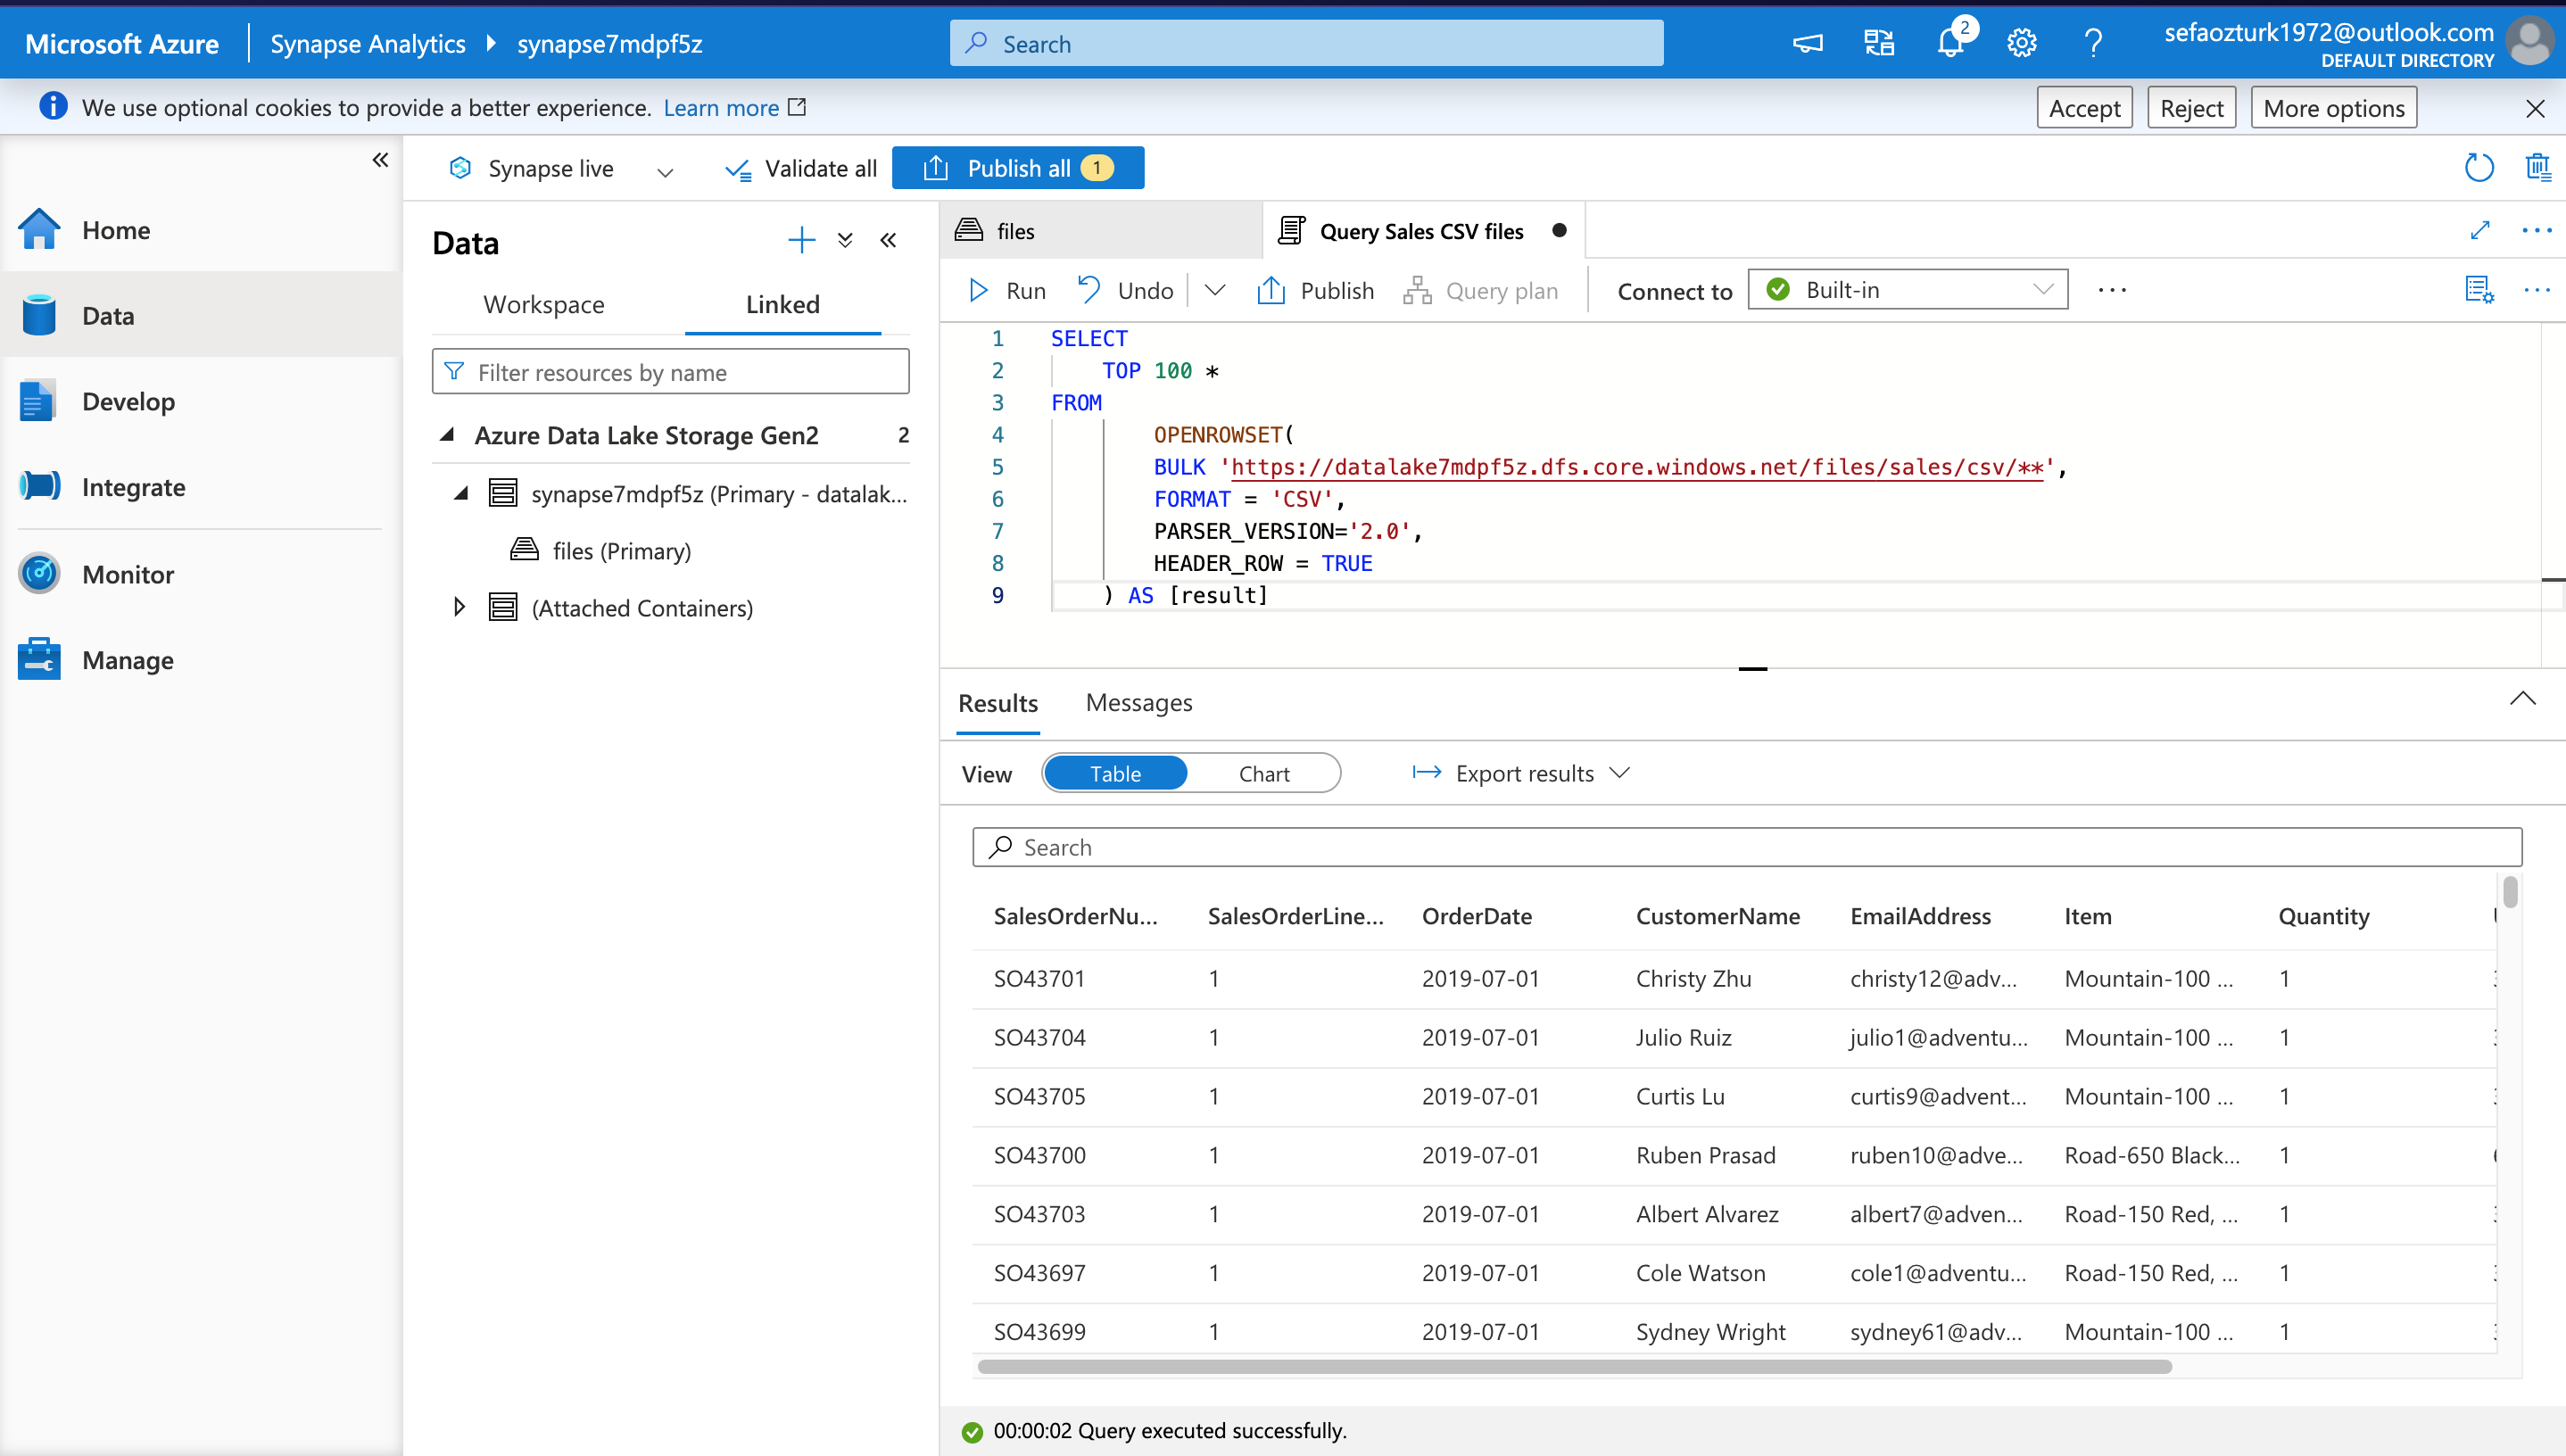 Microsoft Azure
Synapse Analytics
synapse7mdpf5z
Search
2
sefaozturk1972@outlook.com
DEFAULT DIRECTORY
We use optional cookies to provide a better experience. Learn more
Accept
Reject
More options
Synapse live
Validate all
Publish all 1
Home
Data
Develop
Integrate
Monitor
Manage
Data
Workspace
Linked
Filter resources by name
Azure Data Lake Storage Gen2 2
synapse7mdpf5z (Primary - datalak...
files (Primary)
(Attached Containers)
files
Query Sales CSV files
Run
Undo
Publish
Query plan
Connect to
Built-in
1 SELECT
2 TOP 100 *
3 FROM
4 OPENROWSET(
5 BULK 'https://datalake7mdpf5z.dfs.core.windows.net/files/sales/csv/**',
6 FORMAT = 'CSV',
7 PARSER_VERSION='2.0',
8 HEADER_ROW = TRUE
9 ) AS [result]
Results
Messages
View
Table
Chart
Export results
Search
SalesOrderNu... SalesOrderLine... OrderDate CustomerName EmailAddress Item Quantity
SO43701 1 2019-07-01 Christy Zhu christy12@adv... Mountain-100 ... 1
SO43704 1 2019-07-01 Julio Ruiz julio1@adventu... Mountain-100 ... 1
SO43705 1 2019-07-01 Curtis Lu curtis9@advent... Mountain-100 ... 1
SO43700 1 2019-07-01 Ruben Prasad ruben10@adve... Road-650 Black... 1
SO43703 1 2019-07-01 Albert Alvarez albert7@adven... Road-150 Red, ... 1
SO43697 1 2019-07-01 Cole Watson cole1@adventu... Road-150 Red, ... 1
SO43699 1 2019-07-01 Sydney Wright sydney61@adv... Mountain-100 ... 1
00:00:02 Query executed successfully.